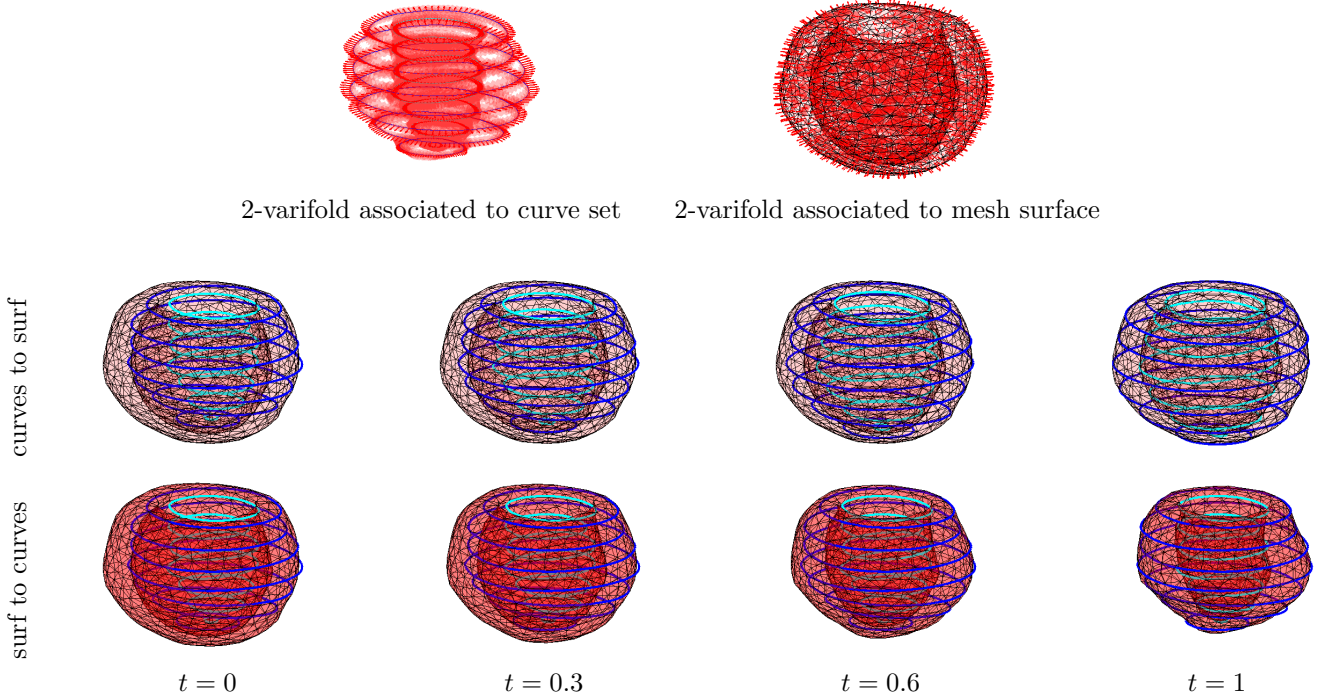 2-varifold associated to curve set
2-varifold associated to mesh surface
curves to surf
surf to curves
t = 0
t = 0.3
t = 0.6
t = 1